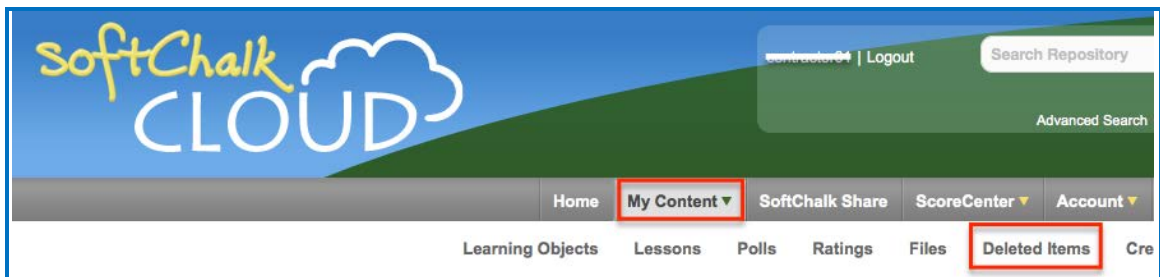 softChalk
CLOUD
| Logout
Search Repository
Advanced Search
Home My Content SoftChalk Share ScoreCenter Account
Learning Objects Lessons Polls Ratings Files Deleted Items Cre